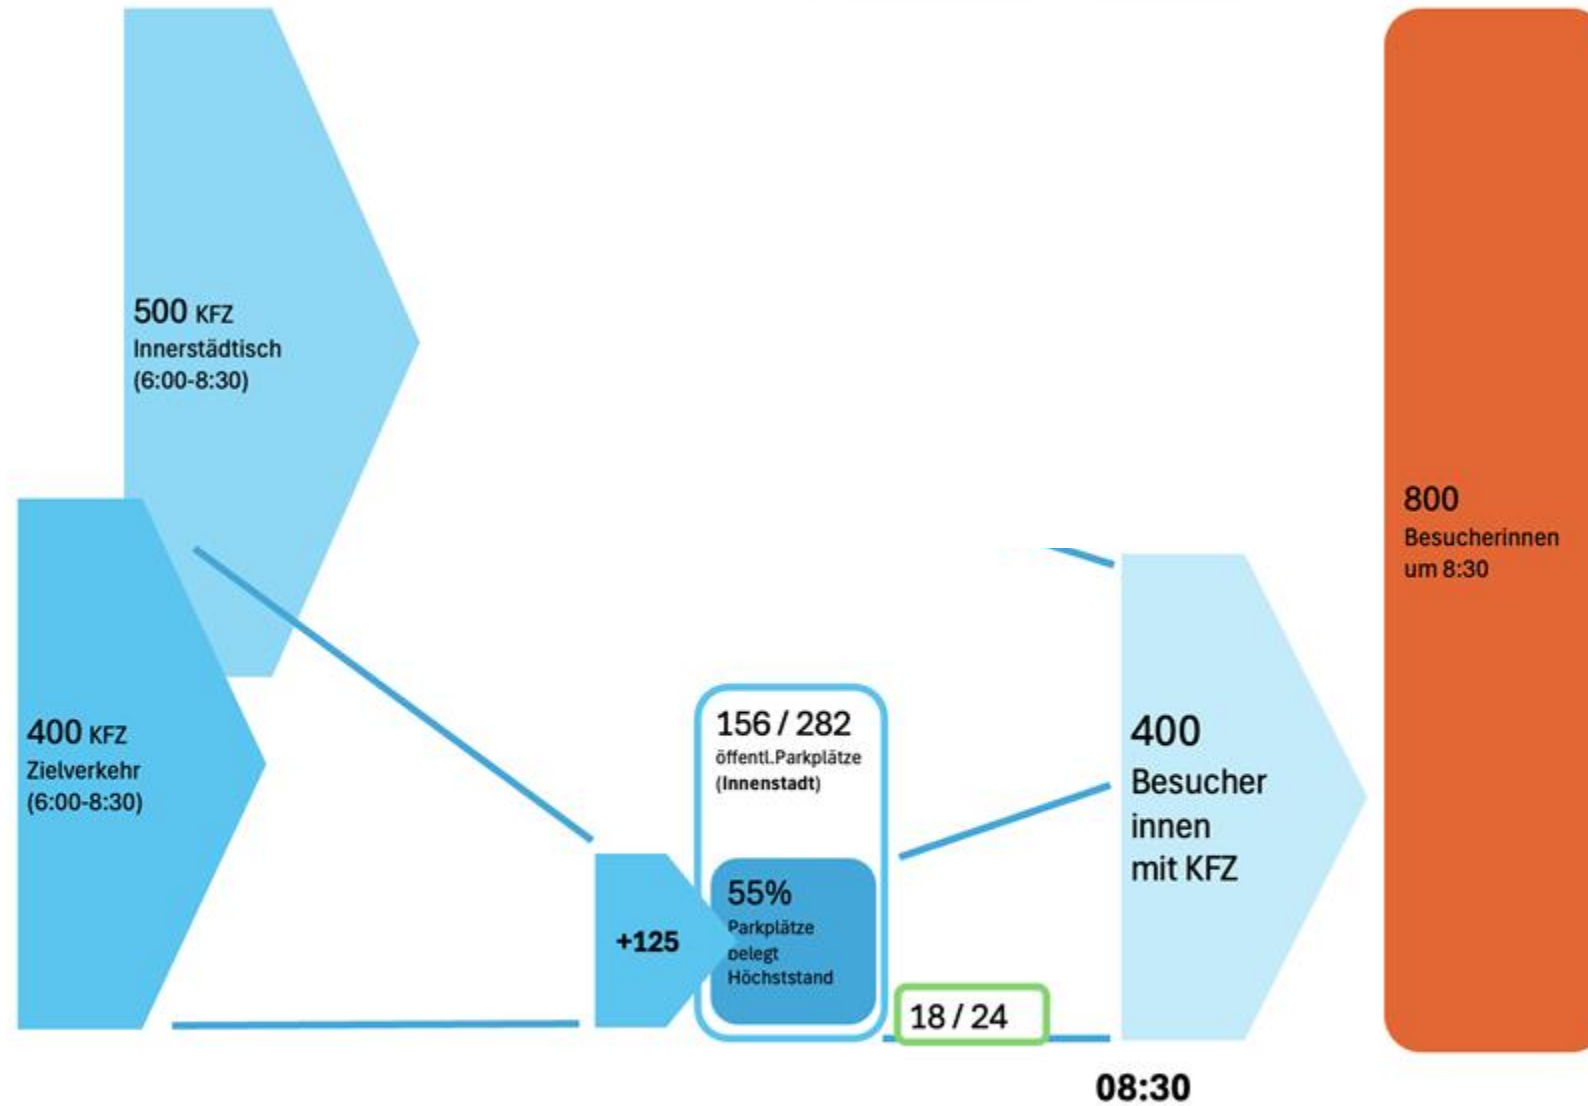 500 KFZ
Innerstädtisch
(6:00-8:30)
400 KFZ
Zielverkehr
(6:00-8:30)
+125
156 / 282
öffentl.Parkplätze
(Innenstadt)
55%
Parkplätze
belegt
Höchststand
18 / 24
400
Besucher
innen
mit KFZ
08:30
800
Besucherinnen
um 8:30